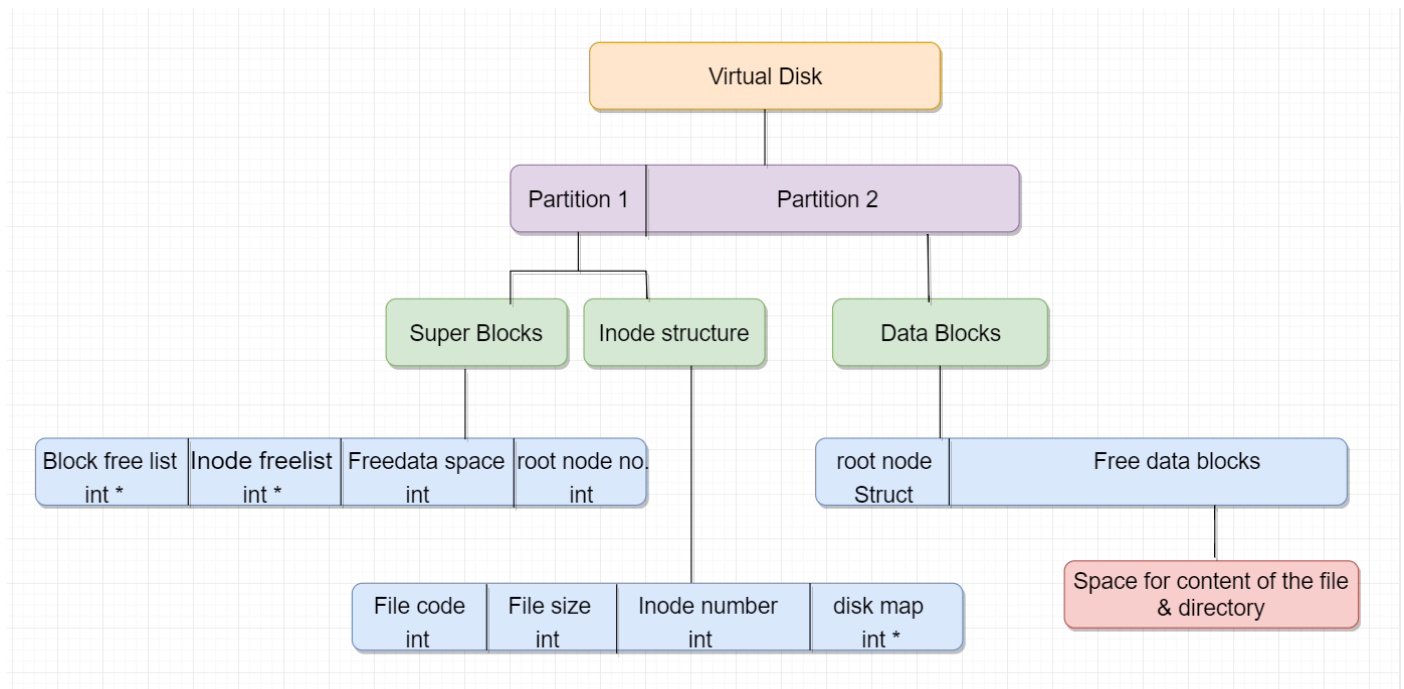 Virtual Disk
Partition 1
Partition 2
Super Blocks
Inode structure
Data Blocks
Block free list
int *
Inode freelist
int *
Freedata space
int
root node no.
int
root node
Struct
Free data blocks
Space for content of the file
& directory
File code
int
File size
int
Inode number
int
disk map
int *